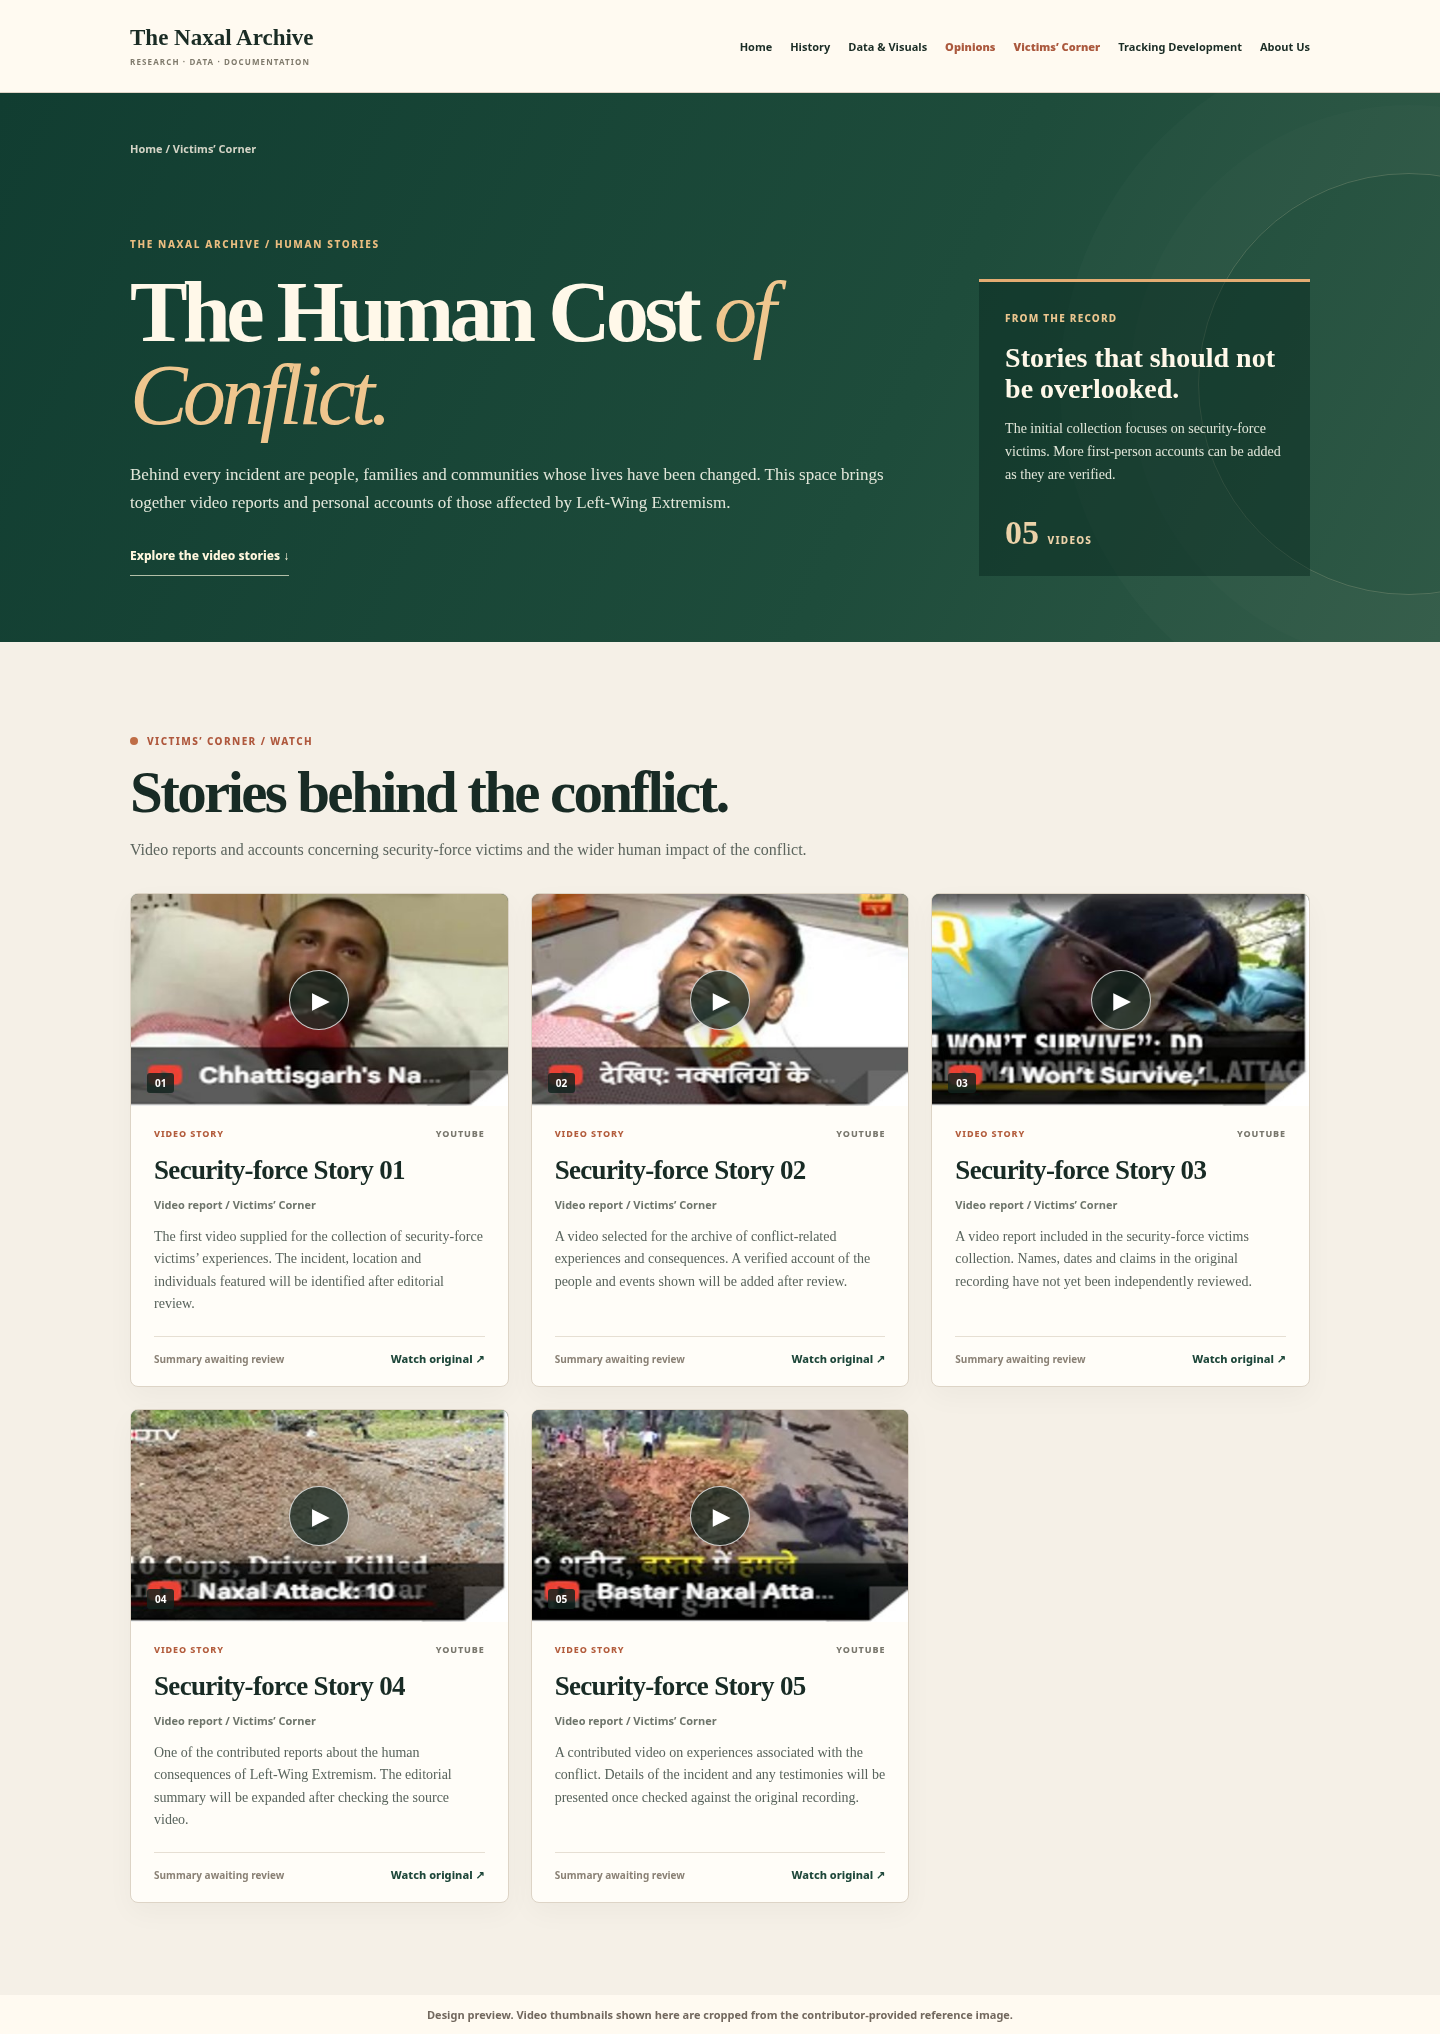 The Naxal Archive
RESEARCH · DATA · DOCUMENTATION
Home History Data & Visuals Opinions Victims’ Corner Tracking Development About Us
Home / Victims’ Corner
THE NAXAL ARCHIVE / HUMAN STORIES
The Human Cost of
Conflict.
Behind every incident are people, families and communities whose lives have been changed. This space brings
together video reports and personal accounts of those affected by Left-Wing Extremism.
Explore the video stories ↓
FROM THE RECORD
Stories that should not
be overlooked.
The initial collection focuses on security-force
victims. More first-person accounts can be added
as they are verified.
05 VIDEOS
VICTIMS’ CORNER / WATCH
Stories behind the conflict.
Video reports and accounts concerning security-force victims and the wider human impact of the conflict.
01 Chhattisgarh's Na...
VIDEO STORY YOUTUBE
Security-force Story 01
Video report / Victims’ Corner
The first video supplied for the collection of security-force
victims’ experiences. The incident, location and
individuals featured will be identified after editorial
review.
Summary awaiting review Watch original ↗
02 देखिए: नक्सलियों के ...
VIDEO STORY YOUTUBE
Security-force Story 02
Video report / Victims’ Corner
A video selected for the archive of conflict-related
experiences and consequences. A verified account of the
people and events shown will be added after review.
Summary awaiting review Watch original ↗
I WON'T SURVIVE”: DD
03 ‘I Won't Survive,’ ...
VIDEO STORY YOUTUBE
Security-force Story 03
Video report / Victims’ Corner
A video report included in the security-force victims
collection. Names, dates and claims in the original
recording have not yet been independently reviewed.
Summary awaiting review Watch original ↗
NDTV
10 Cops, Driver Killed
04 Naxal Attack: 10
VIDEO STORY YOUTUBE
Security-force Story 04
Video report / Victims’ Corner
One of the contributed reports about the human
consequences of Left-Wing Extremism. The editorial
summary will be expanded after checking the source
video.
Summary awaiting review Watch original ↗
9 शहीद, बस्तर में हमले
05 Bastar Naxal Atta...
VIDEO STORY YOUTUBE
Security-force Story 05
Video report / Victims’ Corner
A contributed video on experiences associated with the
conflict. Details of the incident and any testimonies will be
presented once checked against the original recording.
Summary awaiting review Watch original ↗
Design preview. Video thumbnails shown here are cropped from the contributor-provided reference image.